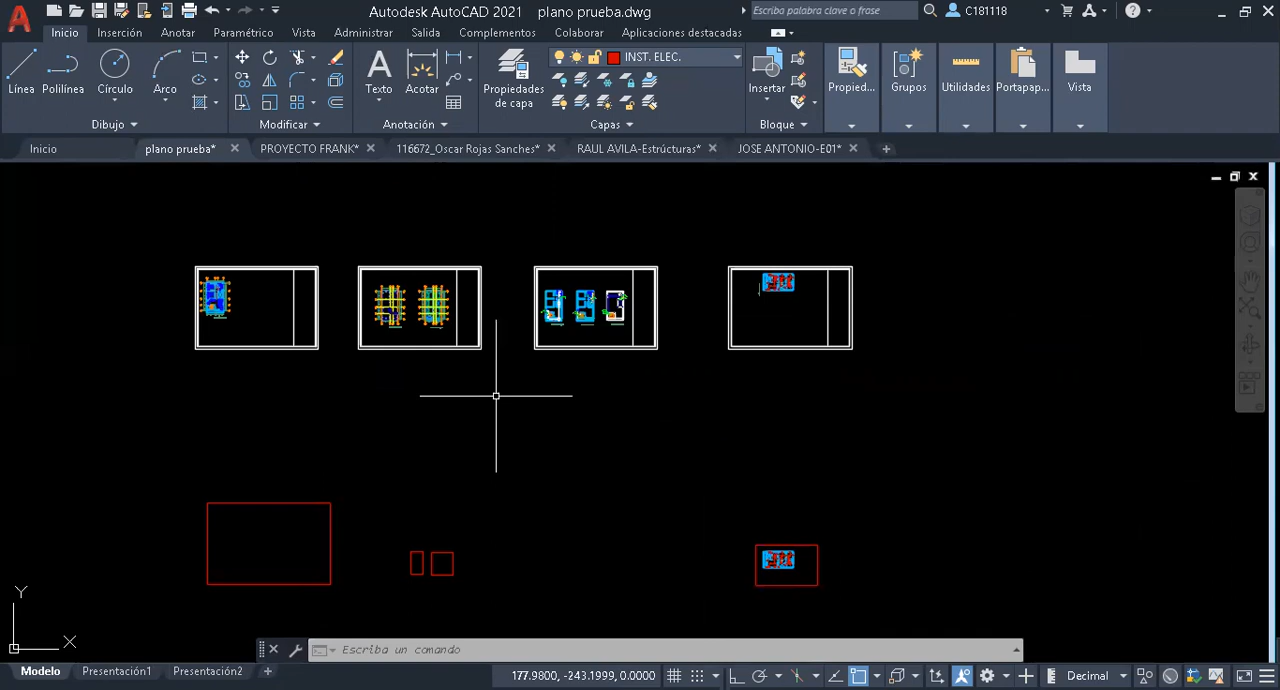 Autodesk AutoCAD 2021 plano prueba.dwg
Escriba palabra clave o frase
C181118
Inicio Inserción Anotar Paramétrico Vista Administrar Salida Complementos Colaborar Aplicaciones destacadas
INST. ELEC.
Línea Polilínea Círculo Arco
Texto Acotar
Propiedades de capa
Insertar
Propied... Grupos Utilidades Portapap... Vista
Dibujo Modificar Anotación Capas Bloque
Inicio plano prueba* PROYECTO FRANK* 116672_Oscar Rojas Sanches* RAUL AVILA-Estrúcturas* JOSE ANTONIO-E01*
Y
X
Escriba un comando
Modelo Presentación1 Presentación2 177.9800, -243.1999, 0.0000 Decimal